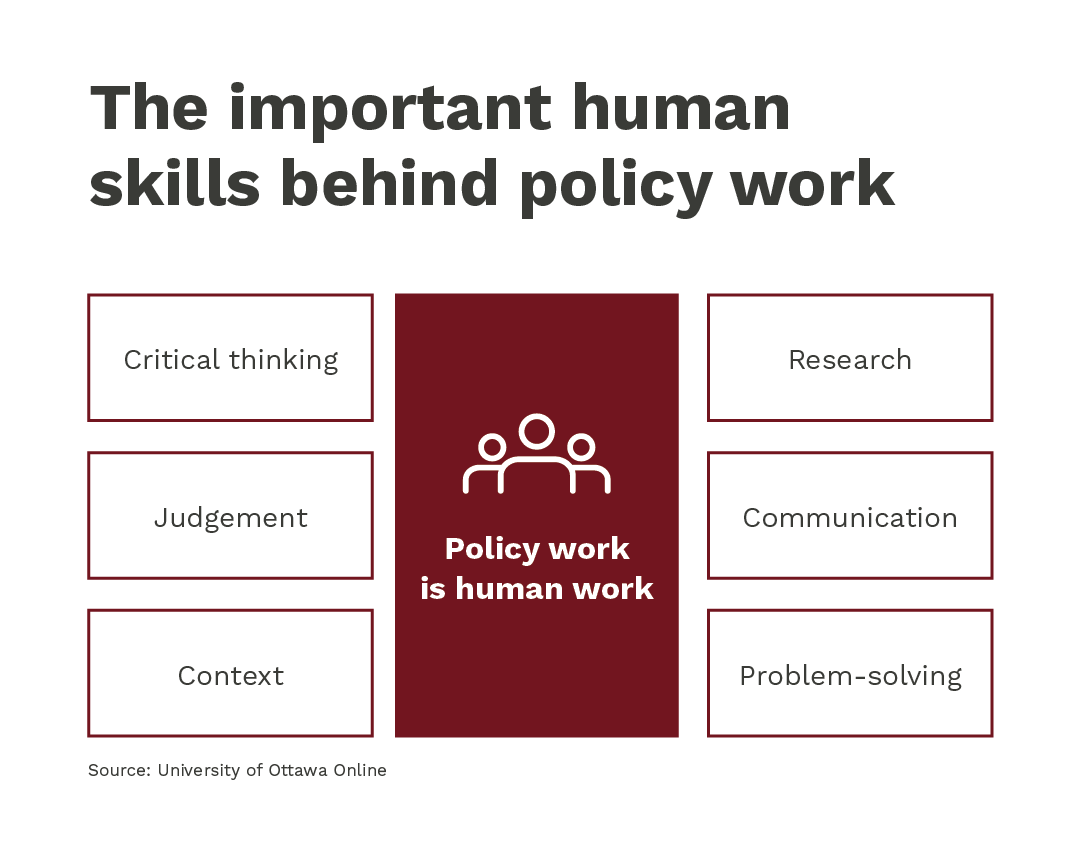 The important human
skills behind policy work
Critical thinking
Judgement
Context
Policy work
is human work
Research
Communication
Problem-solving
Source: University of Ottawa Online